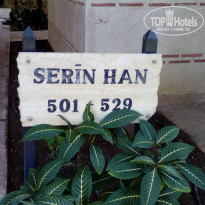 TOP HOTELS
SERİN HAN
501 - 529